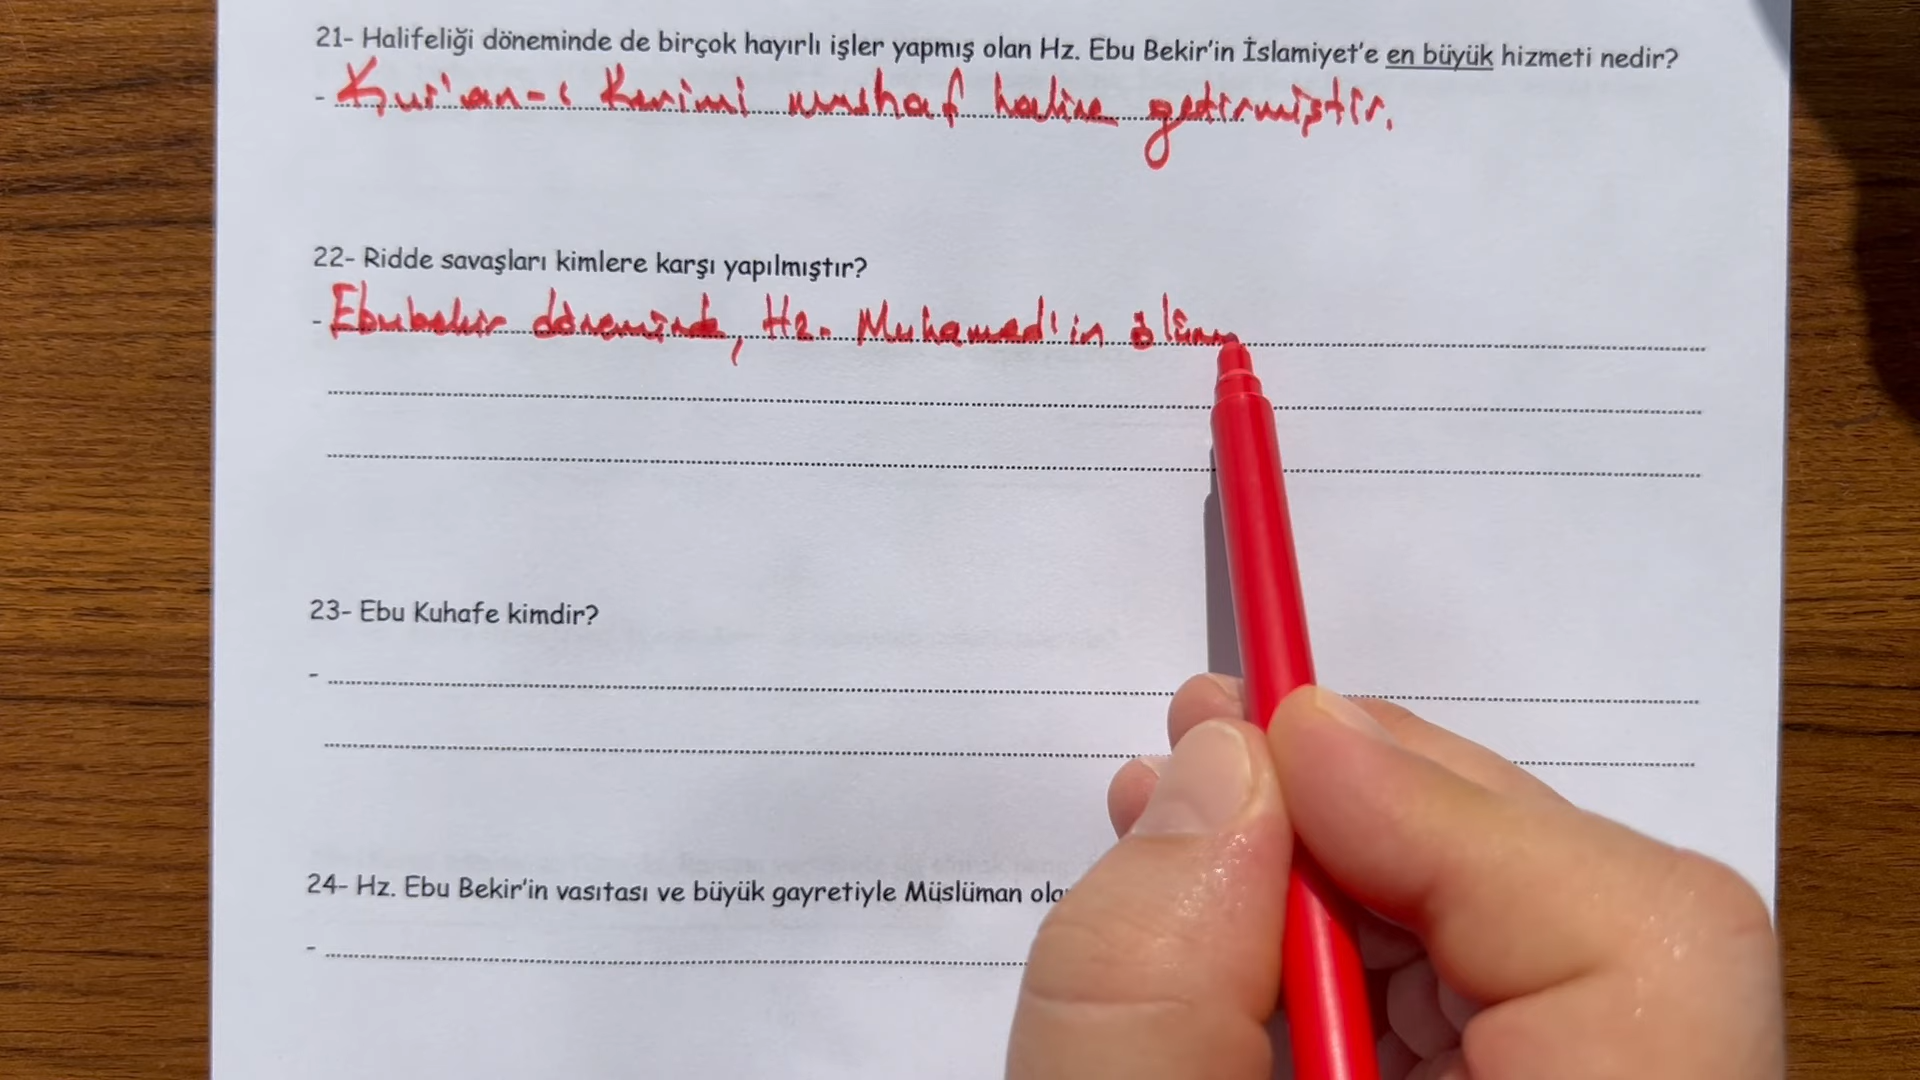 21- Halifeliği döneminde de birçok hayırlı işler yapmış olan Hz. Ebu Bekir'in İslamiyet'e en büyük hizmeti nedir?
- Kur'an-ı Kerimi mushaf haline getirmiştir.
22- Ridde savaşları kimlere karşı yapılmıştır?
- Ebubekir döneminde, Hz. Muhamed'in ölüm
23- Ebu Kuhafe kimdir?
-
24- Hz. Ebu Bekir'in vasıtası ve büyük gayretiyle Müslüman
-